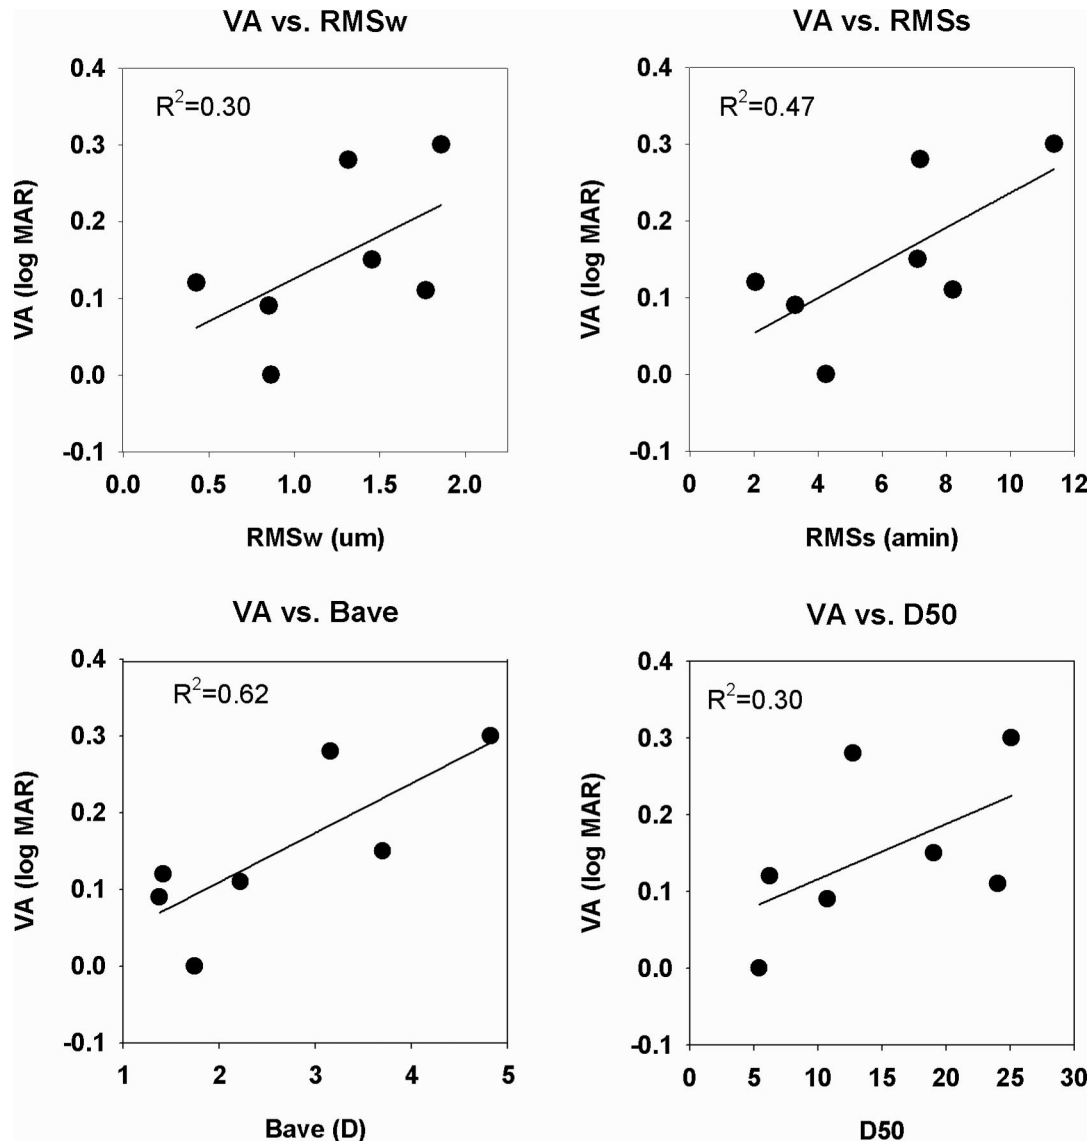 VA vs. RMSw
R²=0.30
VA (log MAR)
0.4
0.3
0.2
0.1
0.0
-0.1
0.0 0.5 1.0 1.5 2.0
RMSw (um)
VA vs. RMSs
R²=0.47
VA (log MAR)
0.4
0.3
0.2
0.1
0.0
-0.1
0 2 4 6 8 10 12
RMSs (amin)
VA vs. Bave
R²=0.62
VA (log MAR)
0.4
0.3
0.2
0.1
0.0
-0.1
1 2 3 4 5
Bave (D)
VA vs. D50
R²=0.30
VA (log MAR)
0.4
0.3
0.2
0.1
0.0
-0.1
0 5 10 15 20 25 30
D50